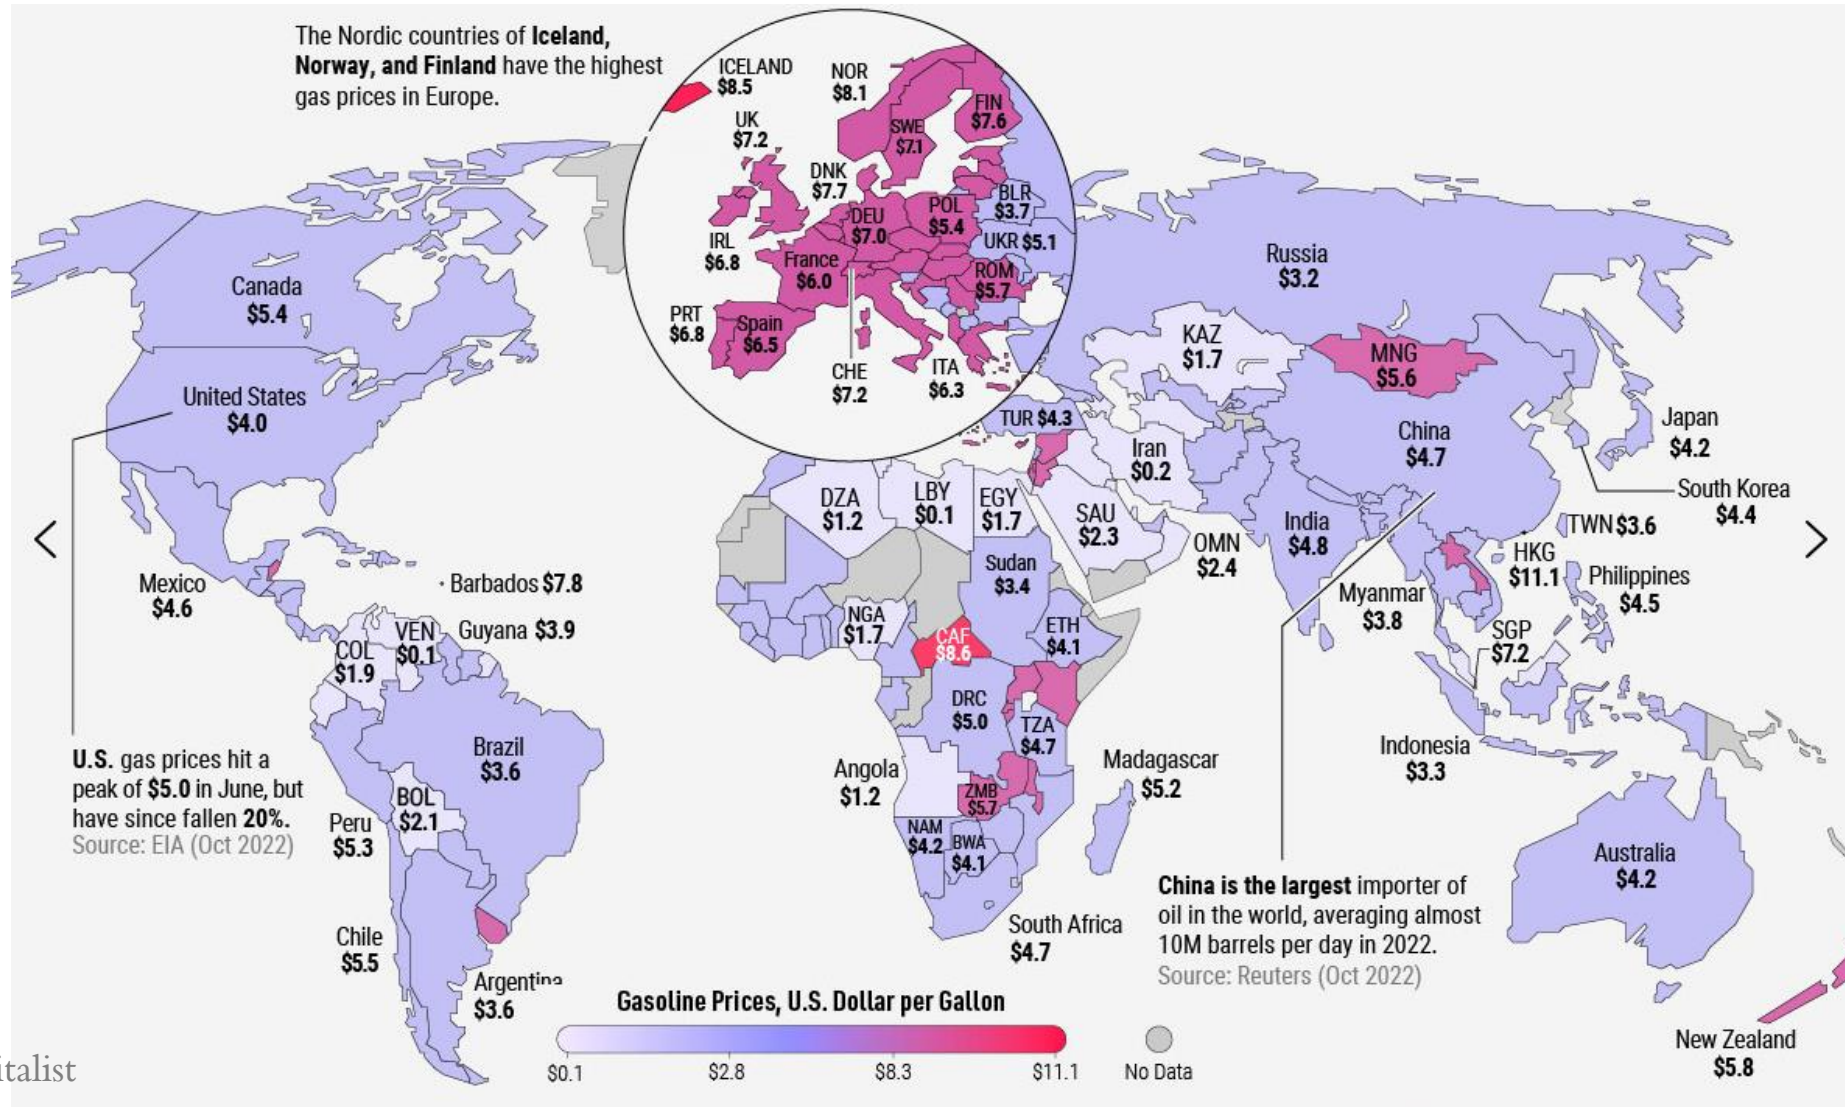 The Nordic countries of Iceland,
Norway, and Finland have the highest
gas prices in Europe.
ICELAND
$8.5
NOR
$8.1
FIN
$7.6
UK
$7.2
SWE
$7.1
DNK
$7.7
BLR
$3.7
POL
$5.4
DEU
$7.0
UKR $5.1
IRL
$6.8
France
$6.0
ROM
$5.7
PRT
$6.8
Spain
$6.5
CHE
$7.2
ITA
$6.3
Canada
$5.4
United States
$4.0
Mexico
$4.6
Barbados $7.8
Guyana $3.9
VEN
$0.1
COL
$1.9
Brazil
$3.6
BOL
$2.1
Peru
$5.3
Chile
$5.5
Argentina
$3.6
U.S. gas prices hit a
peak of $5.0 in June, but
have since fallen 20%.
Source: EIA (Oct 2022)
Russia
$3.2
KAZ
$1.7
MNG
$5.6
TUR $4.3
Iran
$0.2
China
$4.7
Japan
$4.2
South Korea
$4.4
DZA
$1.2
LBY
$0.1
EGY
$1.7
SAU
$2.3
OMN
$2.4
India
$4.8
TWN $3.6
HKG
$11.1
Philippines
$4.5
Myanmar
$3.8
SGP
$7.2
Sudan
$3.4
NGA
$1.7
CAF
$8.6
ETH
$4.1
DRC
$5.0
TZA
$4.7
Angola
$1.2
ZMB
$5.7
Madagascar
$5.2
NAM
$4.2
BWA
$4.1
South Africa
$4.7
Indonesia
$3.3
Australia
$4.2
New Zealand
$5.8
China is the largest importer of
oil in the world, averaging almost
10M barrels per day in 2022.
Source: Reuters (Oct 2022)
Gasoline Prices, U.S. Dollar per Gallon
$0.1
$2.8
$8.3
$11.1
No Data
italist